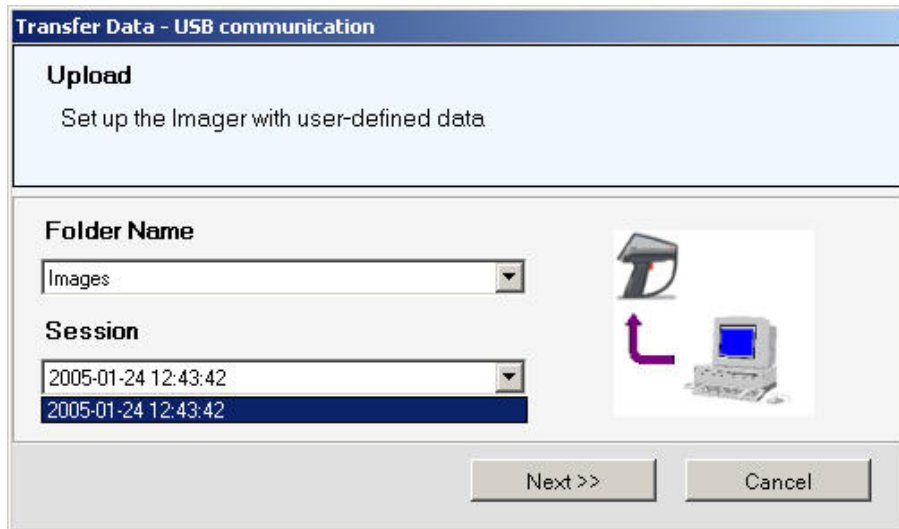 Transfer Data - USB communication
Upload
Set up the Imager with user-defined data
Folder Name
Images
Session
2005-01-24 12:43:42
2005-01-24 12:43:42
Next >>
Cancel